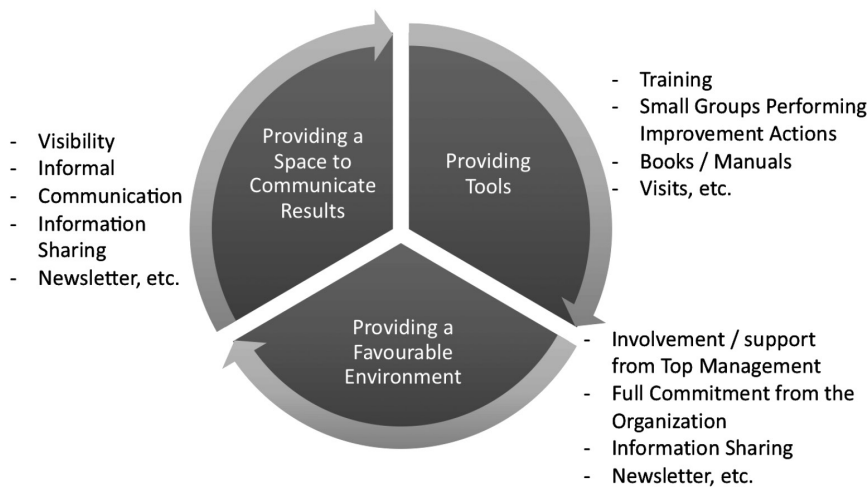 Providing a
Space to
Communicate
Results
Providing
Tools
Providing a
Favourable
Environment
- Visibility
- Informal
- Communication
- Information
Sharing
- Newsletter, etc.
- Training
- Small Groups Performing
Improvement Actions
- Books / Manuals
- Visits, etc.
- Involvement / support
from Top Management
- Full Commitment from the
Organization
- Information Sharing
- Newsletter, etc.